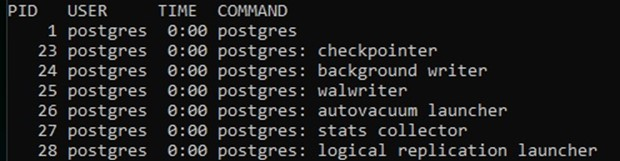 PID   USER     TIME  COMMAND
    1 postgres  0:00 postgres
   23 postgres  0:00 postgres: checkpointer
   24 postgres  0:00 postgres: background writer
   25 postgres  0:00 postgres: walwriter
   26 postgres  0:00 postgres: autovacuum launcher
   27 postgres  0:00 postgres: stats collector
   28 postgres  0:00 postgres: logical replication launcher